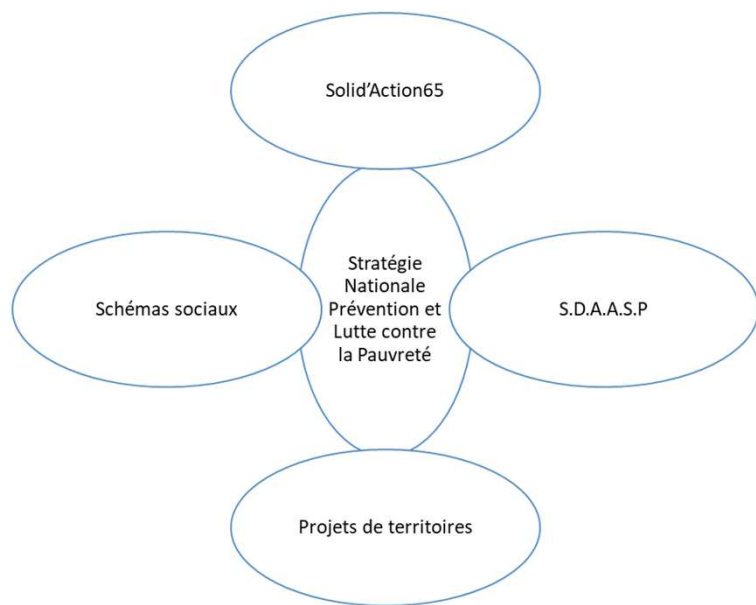 Solid’Action65
Schémas sociaux
Stratégie
Nationale
Prévention et
Lutte contre
la Pauvreté
S.D.A.A.S.P
Projets de territoires